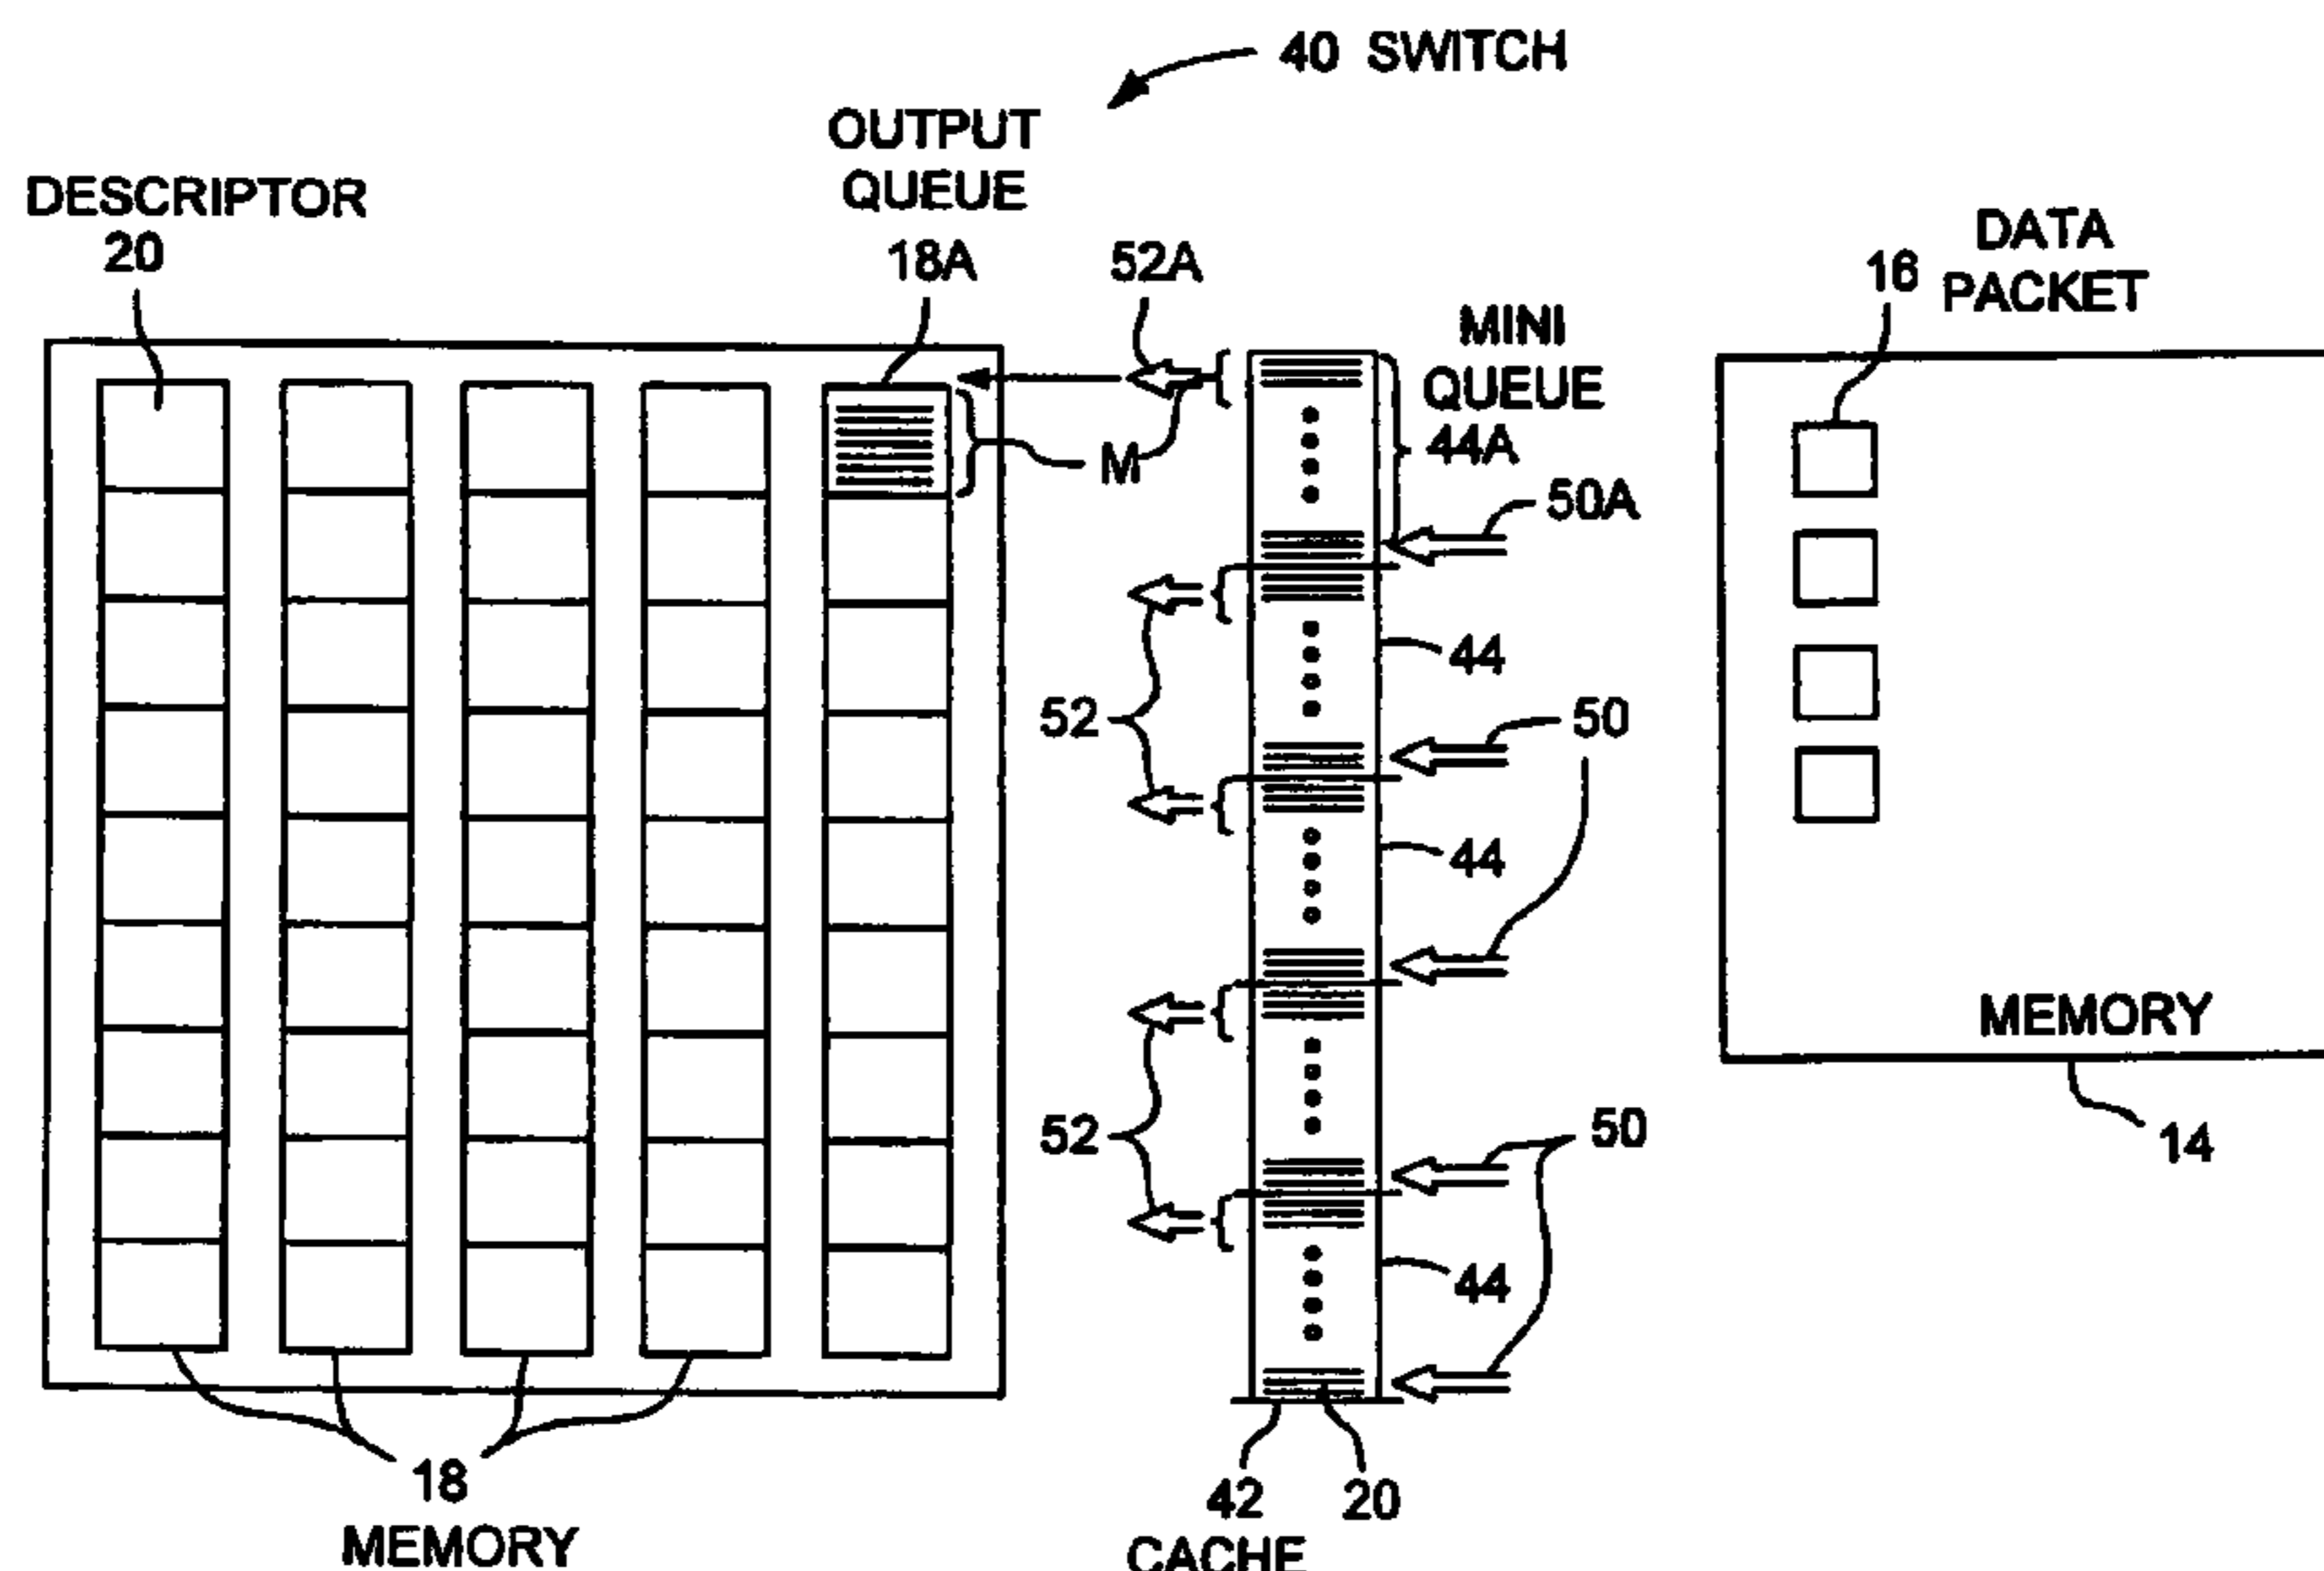 40 SWITCH
OUTPUT
QUEUE
18A
DESCRIPTOR
20
52A
MINI
QUEUE
44A
DATA
PACKET
16
M
50A
44
52
50
44
MEMORY
14
52
50
44
18
MEMORY
42
CACHE
20